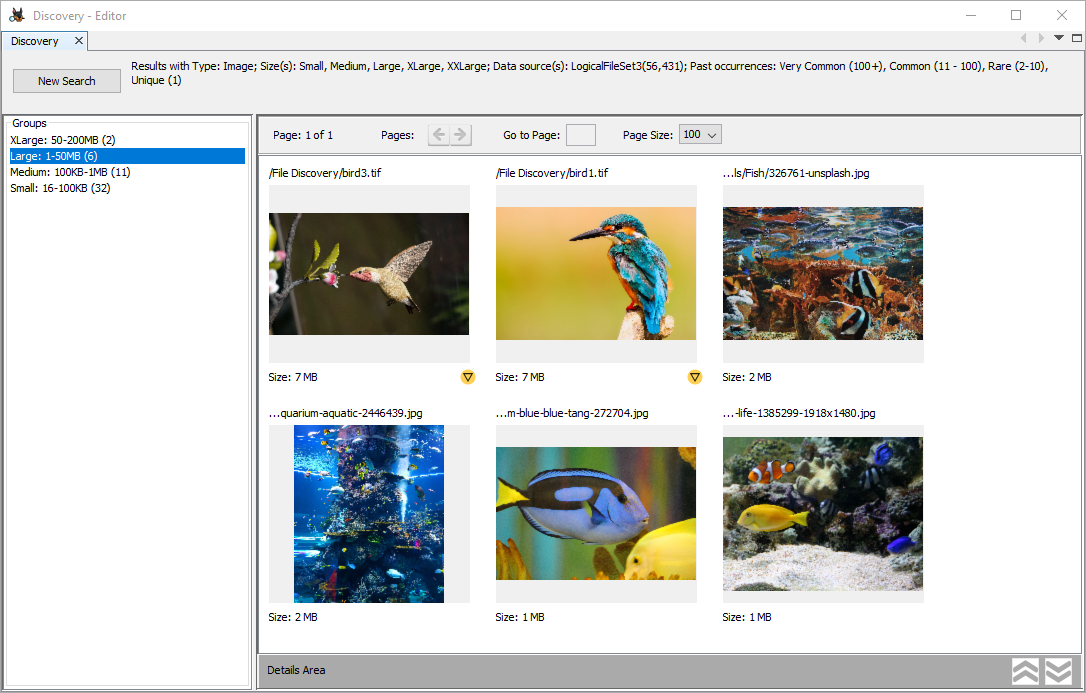 Discovery - Editor
Discovery
New Search
Results with Type: Image; Size(s): Small, Medium, Large, XLarge, XXLarge; Data source(s): LogicalFileSet3(56,431); Past occurrences: Very Common (100+), Common (11 - 100), Rare (2-10),
Unique (1)
Groups
XLarge: 50-200MB (2)
Large: 1-50MB (6)
Medium: 100KB-1MB (11)
Small: 16-100KB (32)
Page: 1 of 1
Pages:
Go to Page:
Page Size:
100
/File Discovery/bird3.tif
/File Discovery/bird1.tif
...ls/Fish/326761-unsplash.jpg
Size: 7 MB
Size: 7 MB
Size: 2 MB
...quarium-aquatic-2446439.jpg
...m-blue-blue-tang-272704.jpg
...-life-1385299-1918x1480.jpg
Size: 2 MB
Size: 1 MB
Size: 1 MB
Details Area